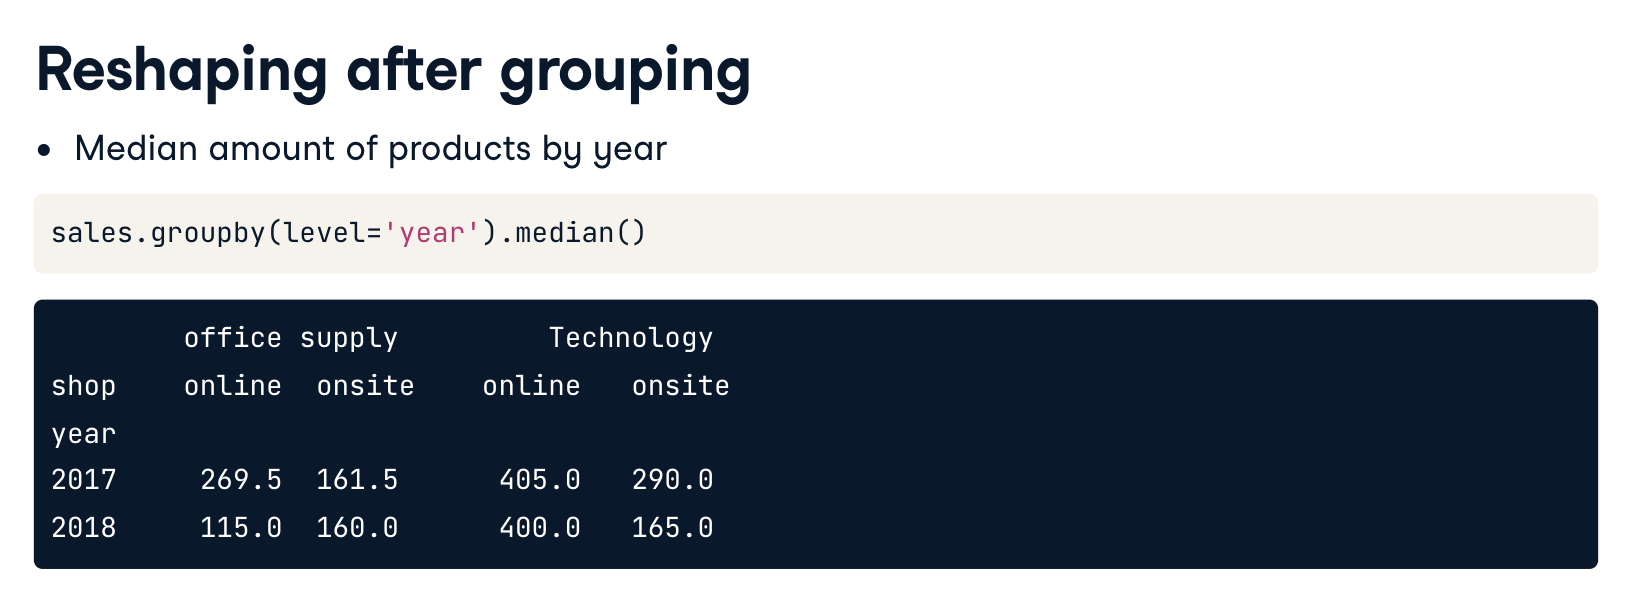 Reshaping after grouping
• Median amount of products by year
sales.groupby(level='year').median()
office supply Technology
shop online onsite online onsite
year
2017 269.5 161.5 405.0 290.0
2018 115.0 160.0 400.0 165.0